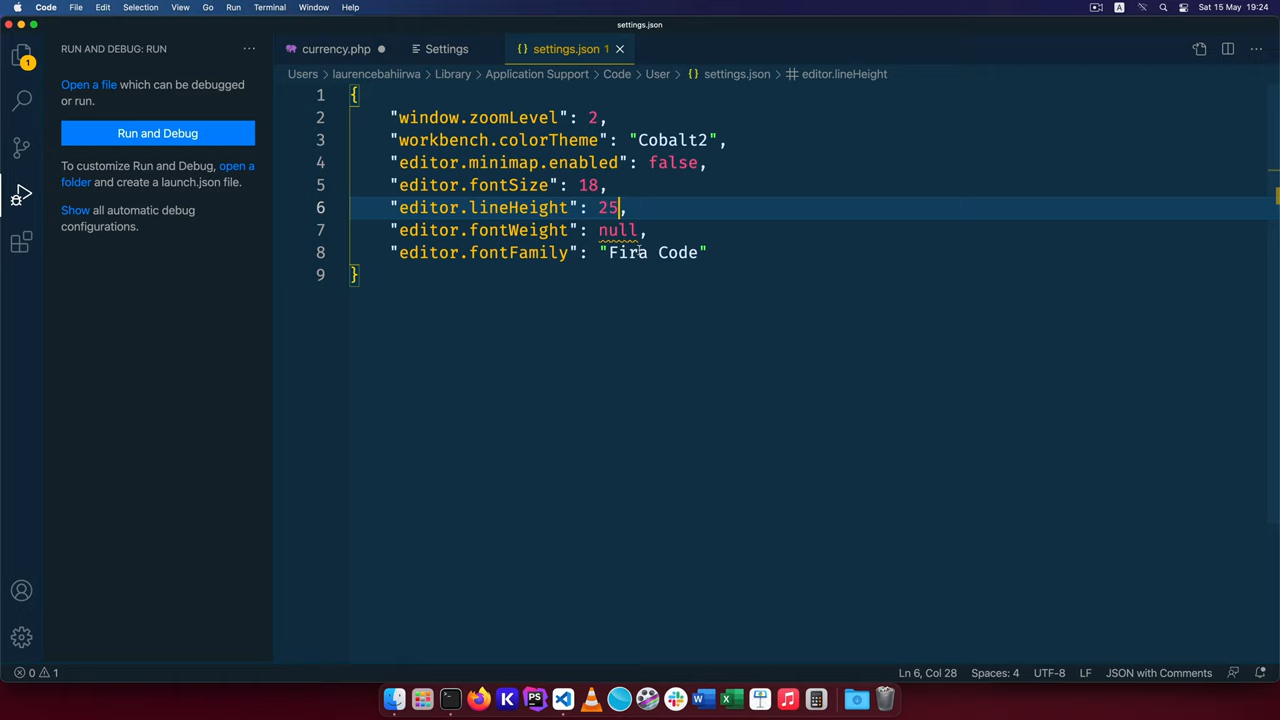 Code File Edit Selection View Go Run Terminal Window Help
A Sat 15 May 19:24
settings.json
1
RUN AND DEBUG: RUN ···
Open a file which can be debugged
or run.
Run and Debug
To customize Run and Debug, open a
folder and create a launch.json file.
Show all automatic debug
configurations.
currency.php
Settings
{} settings.json 1
Users > laurencebahiirwa > Library > Application Support > Code > User > {} settings.json > # editor.lineHeight
1 {
2 "window.zoomLevel": 2,
3 "workbench.colorTheme": "Cobalt2",
4 "editor.minimap.enabled": false,
5 "editor.fontSize": 18,
6 "editor.lineHeight": 25,
7 "editor.fontWeight": null,
8 "editor.fontFamily": "Fira Code"
9 }
0 1
Ln 6, Col 28 Spaces: 4 UTF-8 LF JSON with Comments
K PS W X